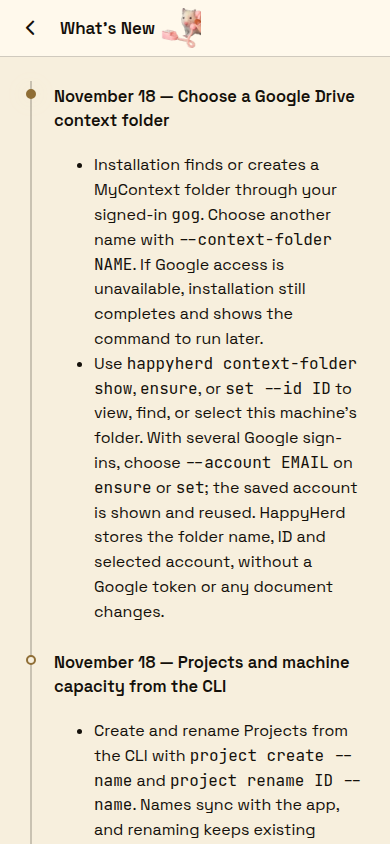 What's New
November 18 — Choose a Google Drive
context folder
• Installation finds or creates a
MyContext folder through your
signed-in gog. Choose another
name with --context-folder
NAME. If Google access is
unavailable, installation still
completes and shows the
command to run later.
• Use happyherd context-folder
show, ensure, or set --id ID to
view, find, or select this machine's
folder. With several Google sign-
ins, choose --account EMAIL on
ensure or set; the saved account
is shown and reused. HappyHerd
stores the folder name, ID and
selected account, without a
Google token or any document
changes.
November 18 — Projects and machine
capacity from the CLI
• Create and rename Projects from
the CLI with project create --
name and project rename ID --
name. Names sync with the app,
and renaming keeps existing